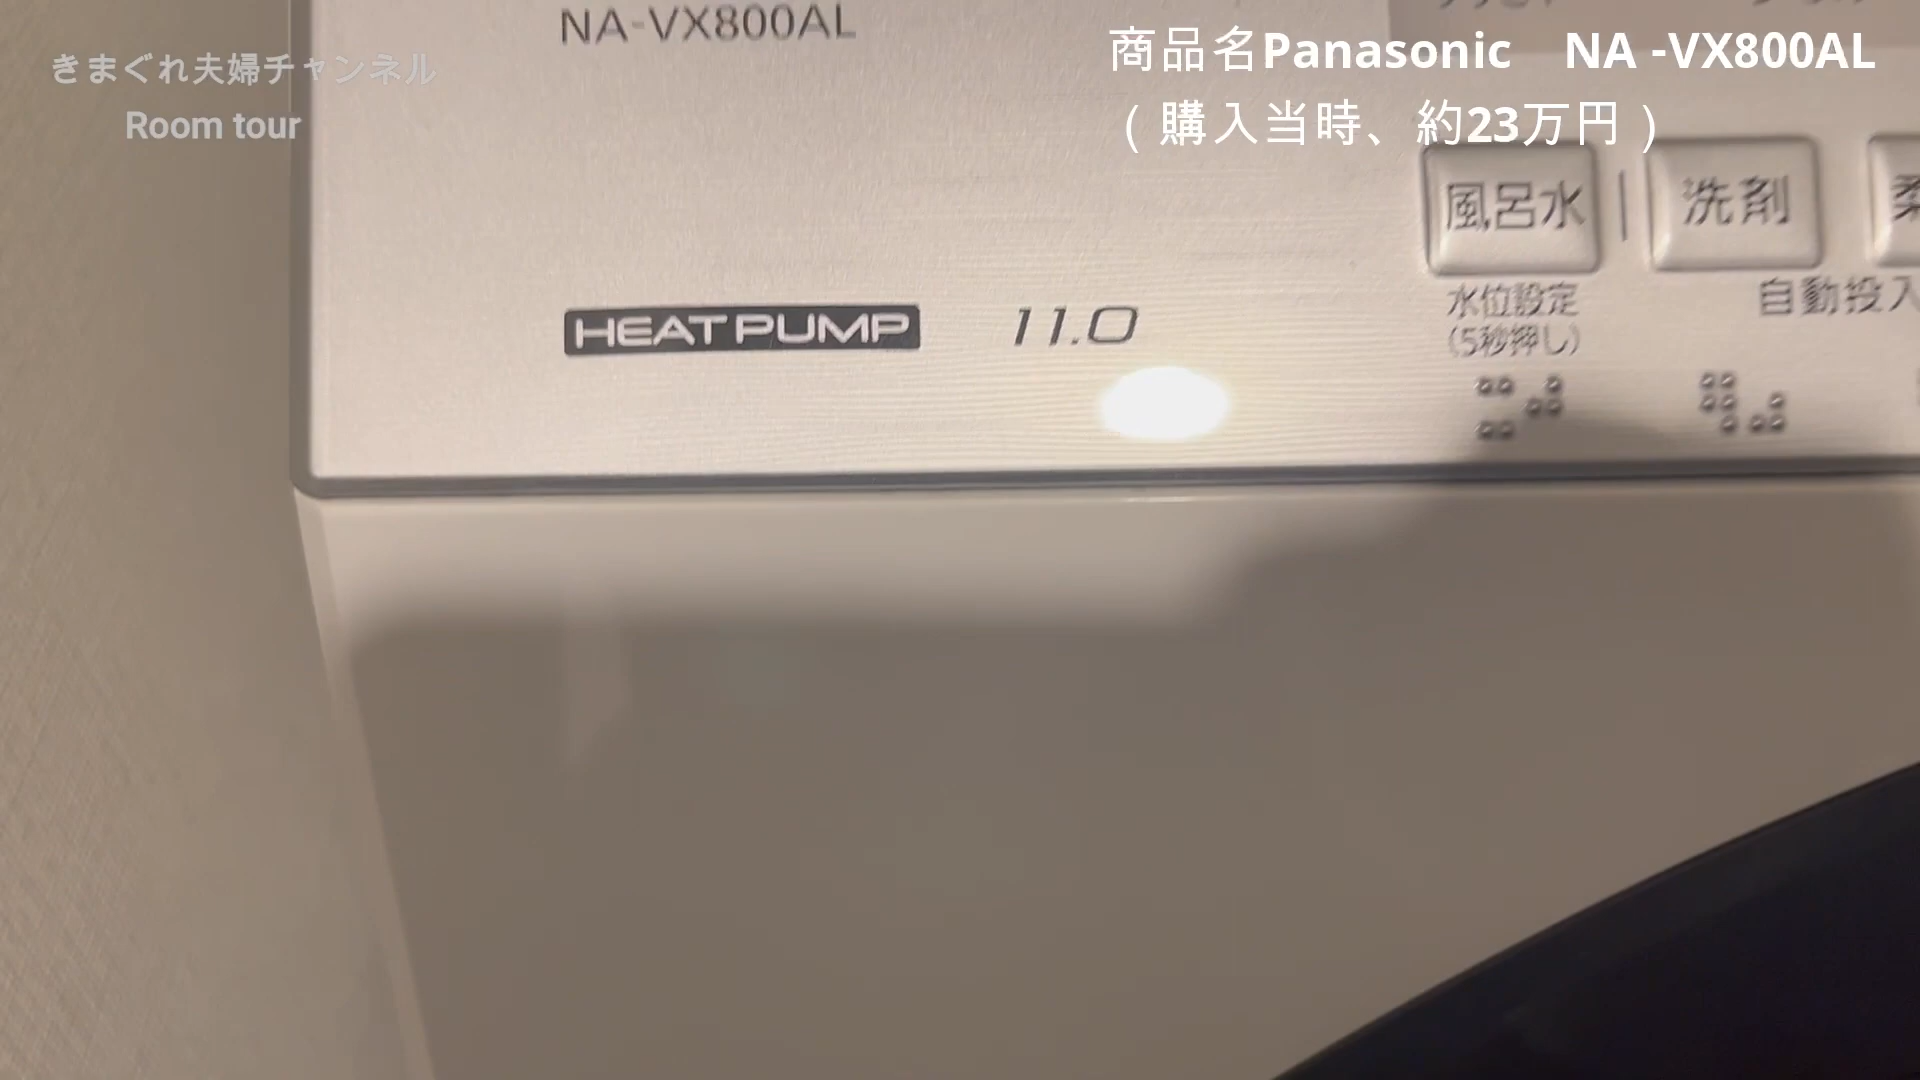 NA-VX800AL
商品名Panasonic　NA -VX800AL
（購入当時、約23万円）
きまぐれ夫婦チャンネル
Room tour
風呂水 | 洗剤
HEAT PUMP 11.0
水位設定
(5秒押し)
自動投入